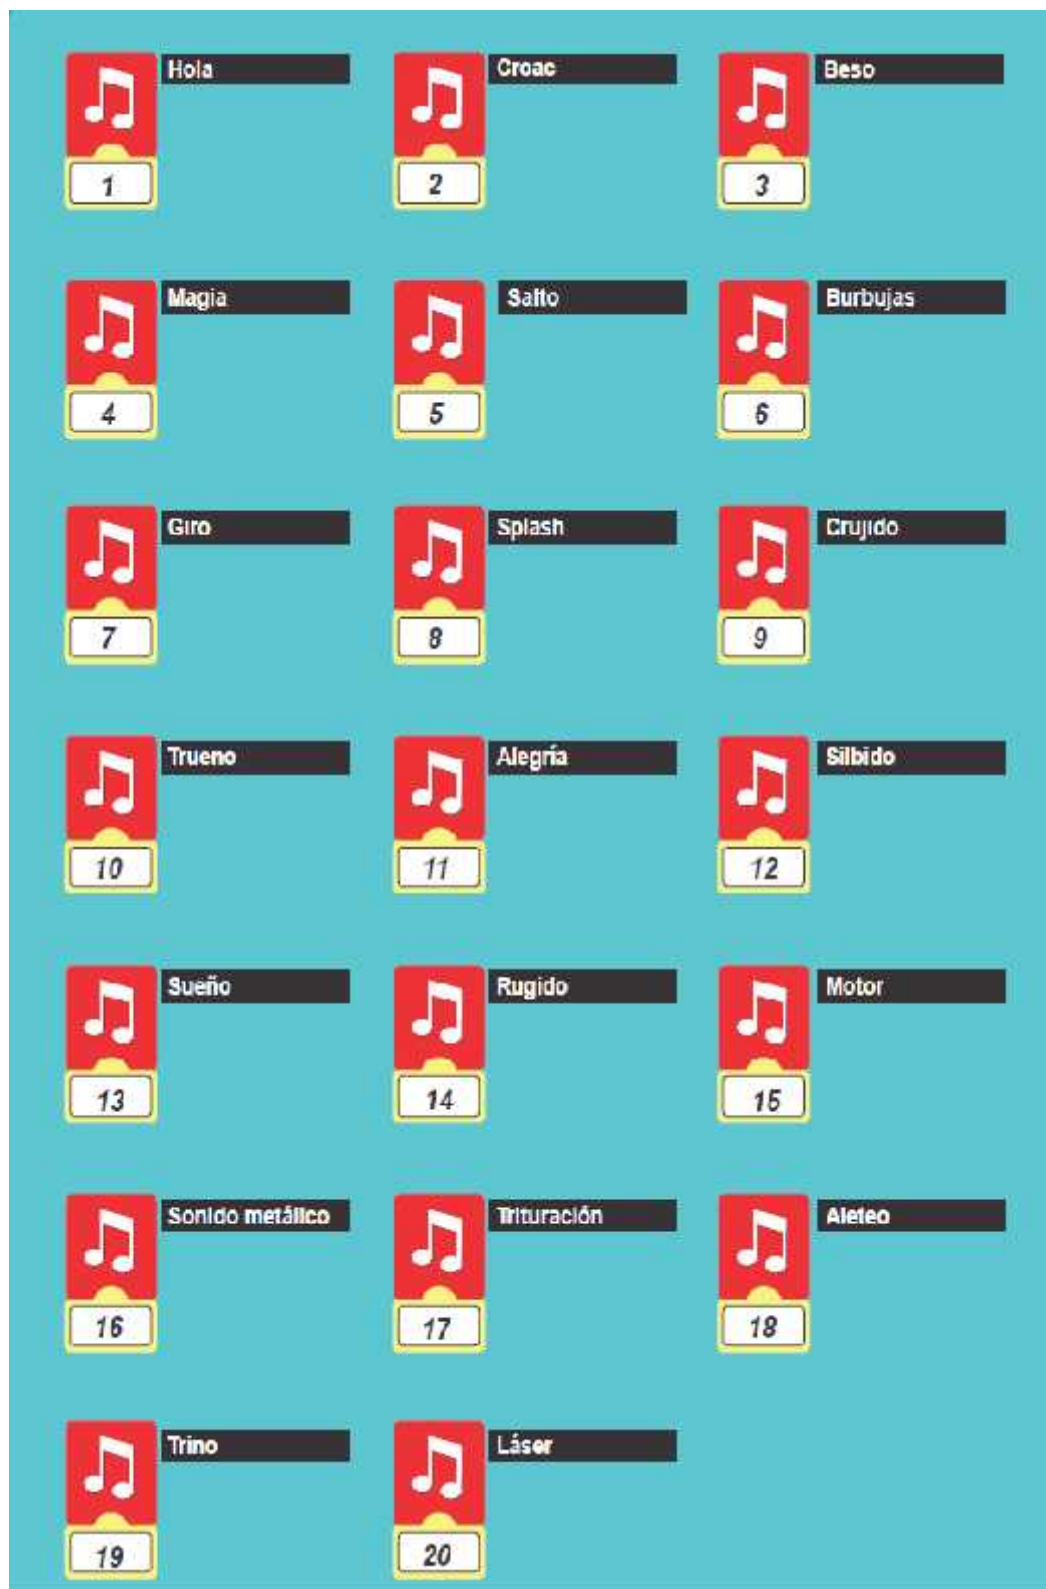 Hola
Croac
Beso
1
2
3
Magia
Salto
Burbujas
4
5
6
Giro
Splash
Crujido
7
8
9
Trueno
Alegría
Silbido
10
11
12
Sueño
Rugido
Motor
13
14
15
Sonido metálico
Trituración
Aleteo
16
17
18
Trino
Láser
19
20